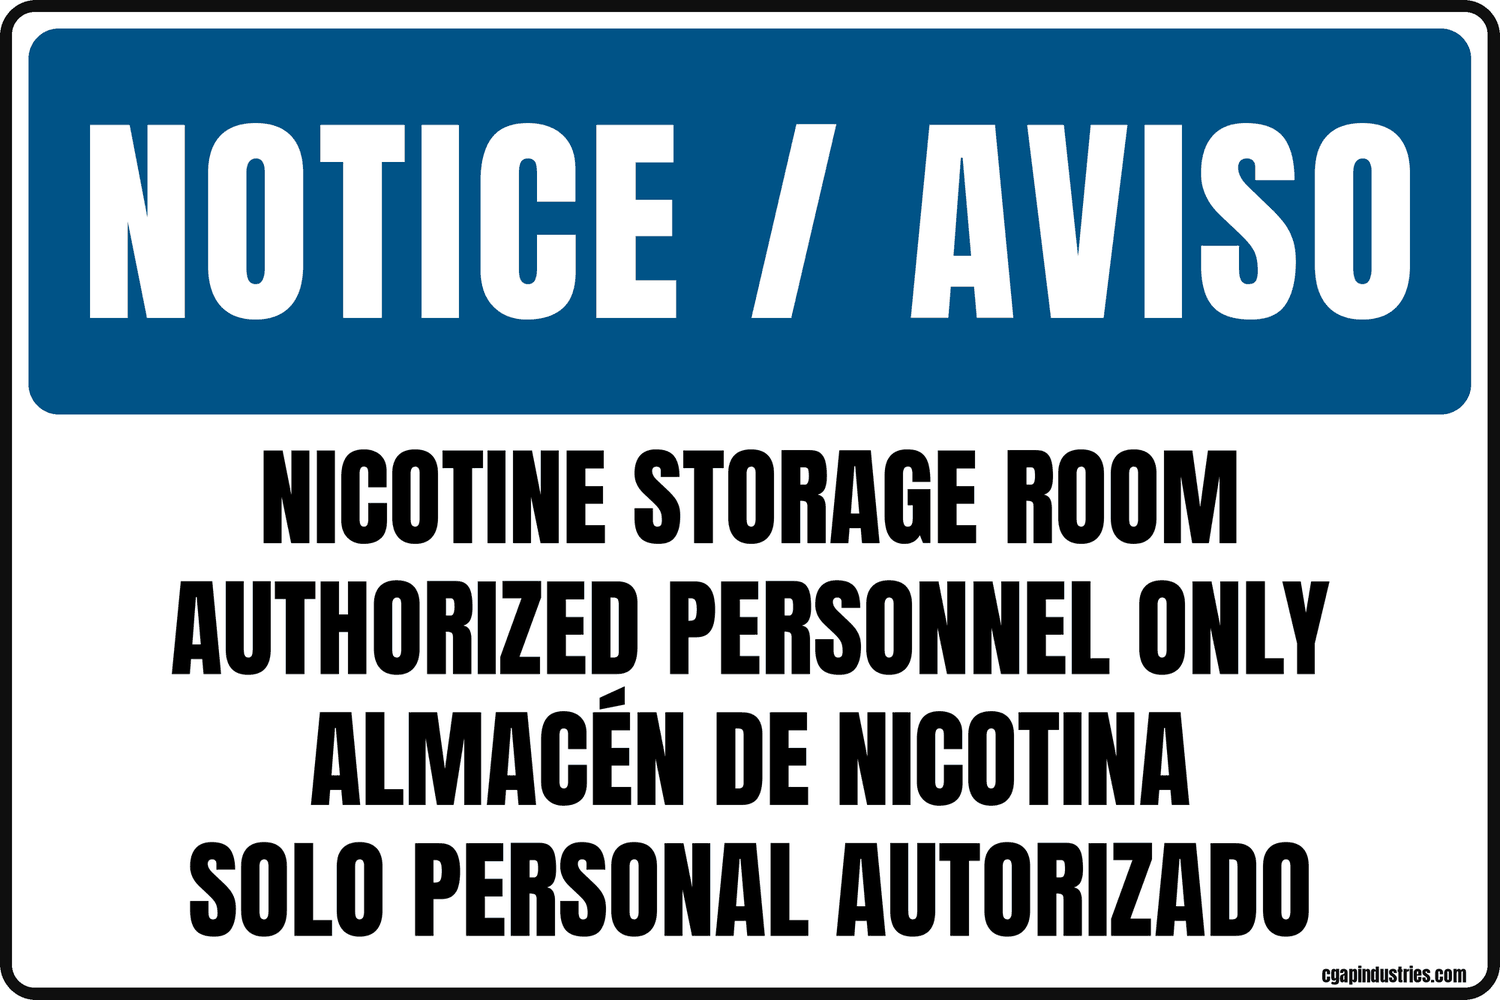 NOTICE / AVISO
NICOTINE STORAGE ROOM
AUTHORIZED PERSONNEL ONLY
ALMACÉN DE NICOTINA
SOLO PERSONAL AUTORIZADO
cgapindustries.com